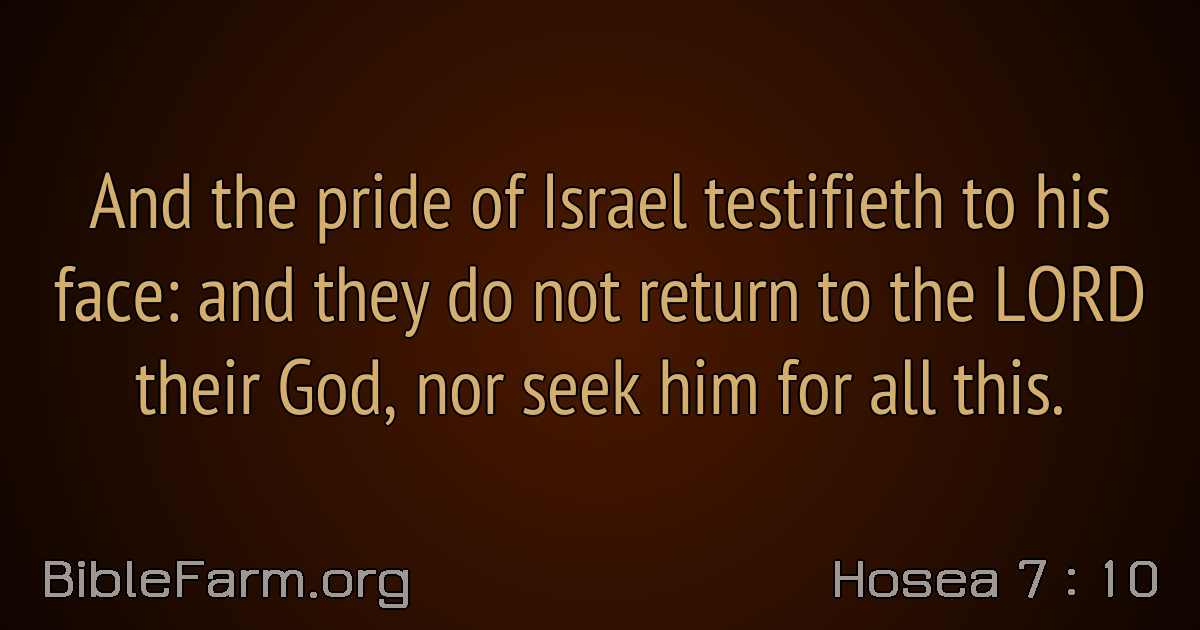 And the pride of Israel testifieth to his
face: and they do not return to the LORD
their God, nor seek him for all this.
BibleFarm.org
Hosea 7 : 10